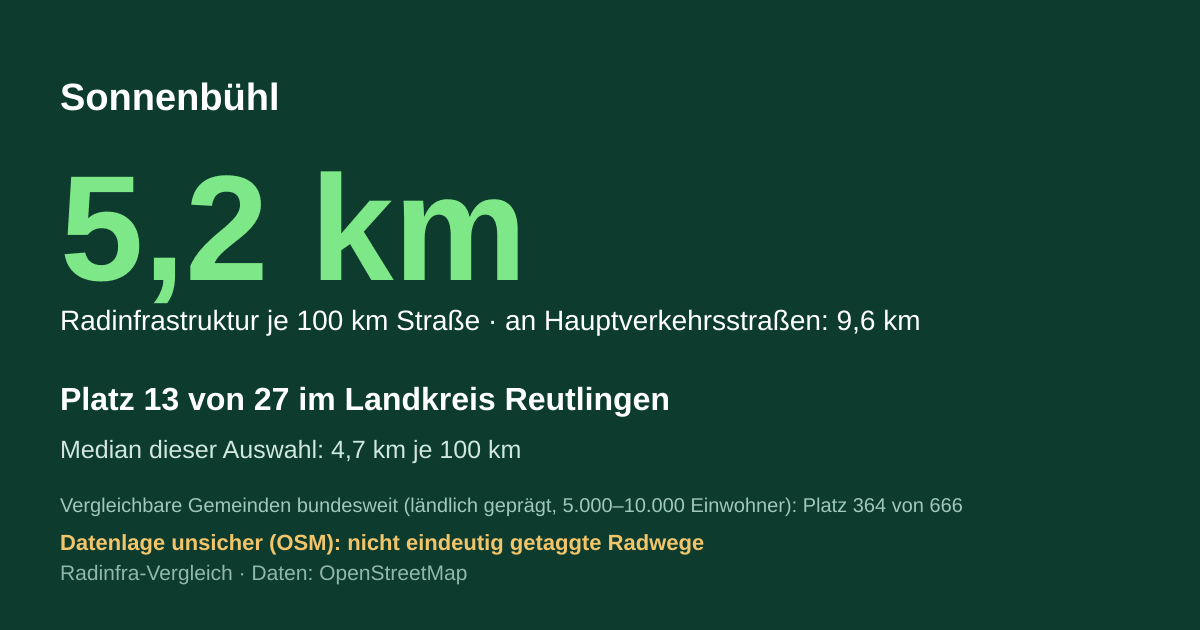 Sonnenbühl
5,2 km
Radinfrastruktur je 100 km Straße · an Hauptverkehrsstraßen: 9,6 km
Platz 13 von 27 im Landkreis Reutlingen
Median dieser Auswahl: 4,7 km je 100 km
Vergleichbare Gemeinden bundesweit (ländlich geprägt, 5.000–10.000 Einwohner): Platz 364 von 666
Datenlage unsicher (OSM): nicht eindeutig getaggte Radwege
Radinfra-Vergleich · Daten: OpenStreetMap